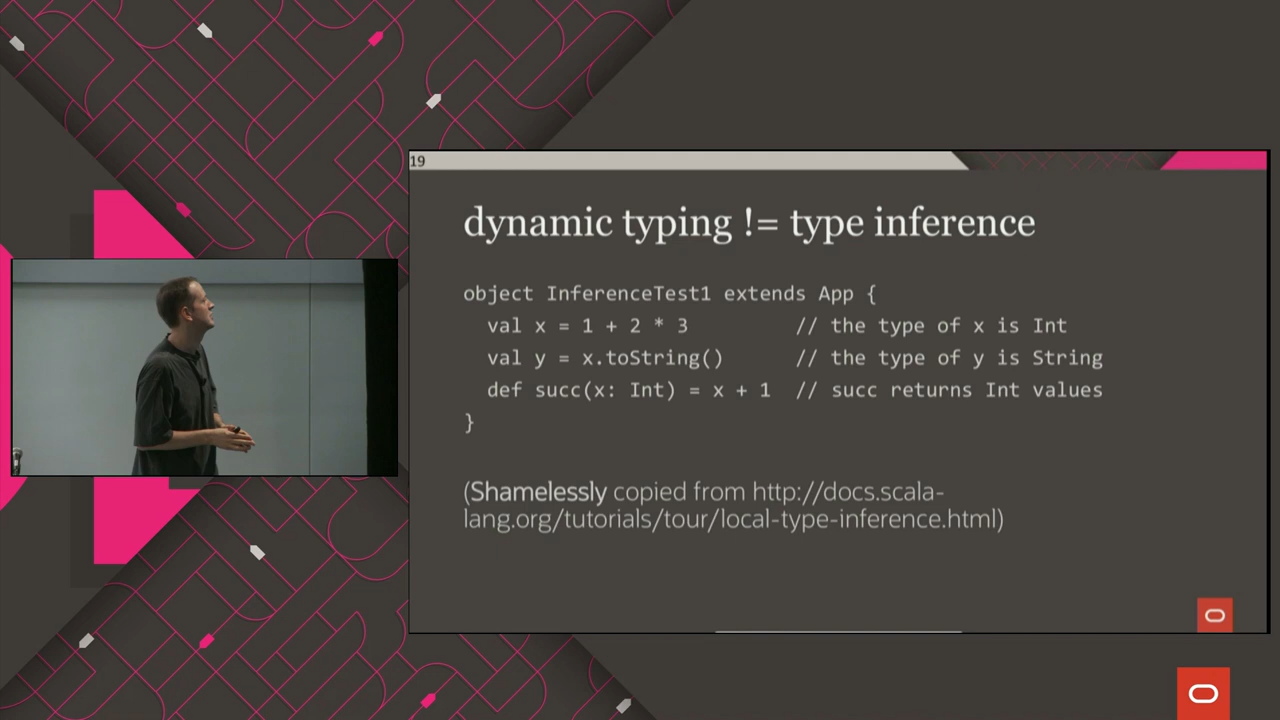 19
dynamic typing != type inference
object InferenceTest1 extends App {
val x = 1 + 2 * 3 // the type of x is Int
val y = x.toString() // the type of y is String
def succ(x: Int) = x + 1 // succ returns Int values
}
(Shamelessly copied from http://docs.scala-
lang.org/tutorials/tour/local-type-inference.html)